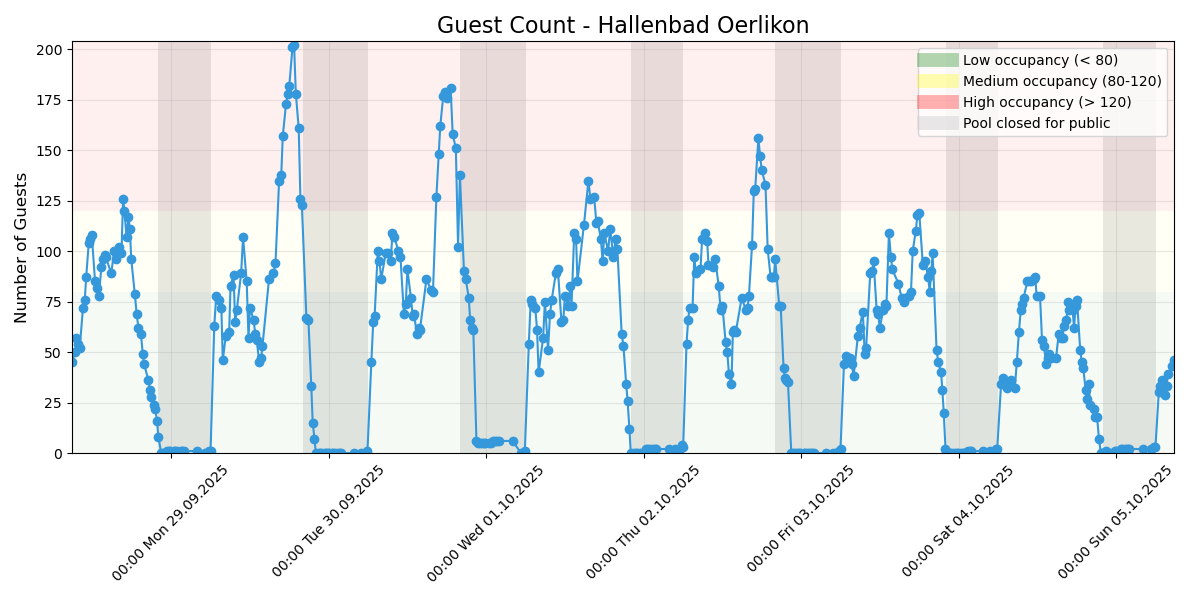 Guest Count - Hallenbad Oerlikon
Number of Guests
200
175
150
125
100
75
50
25
0
Low occupancy (< 80)
Medium occupancy (80-120)
High occupancy (> 120)
Pool closed for public
00:00 Mon 29.09.2025
00:00 Tue 30.09.2025
00:00 Wed 01.10.2025
00:00 Thu 02.10.2025
00:00 Fri 03.10.2025
00:00 Sat 04.10.2025
00:00 Sun 05.10.2025